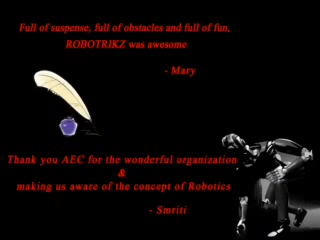 Full of suspense, full of obstacles and full of fun,
ROBOTRIKZ was awesome
- Mary
Thank you AEC for the wonderful organization
&
making us aware of the concept of Robotics
- Smriti